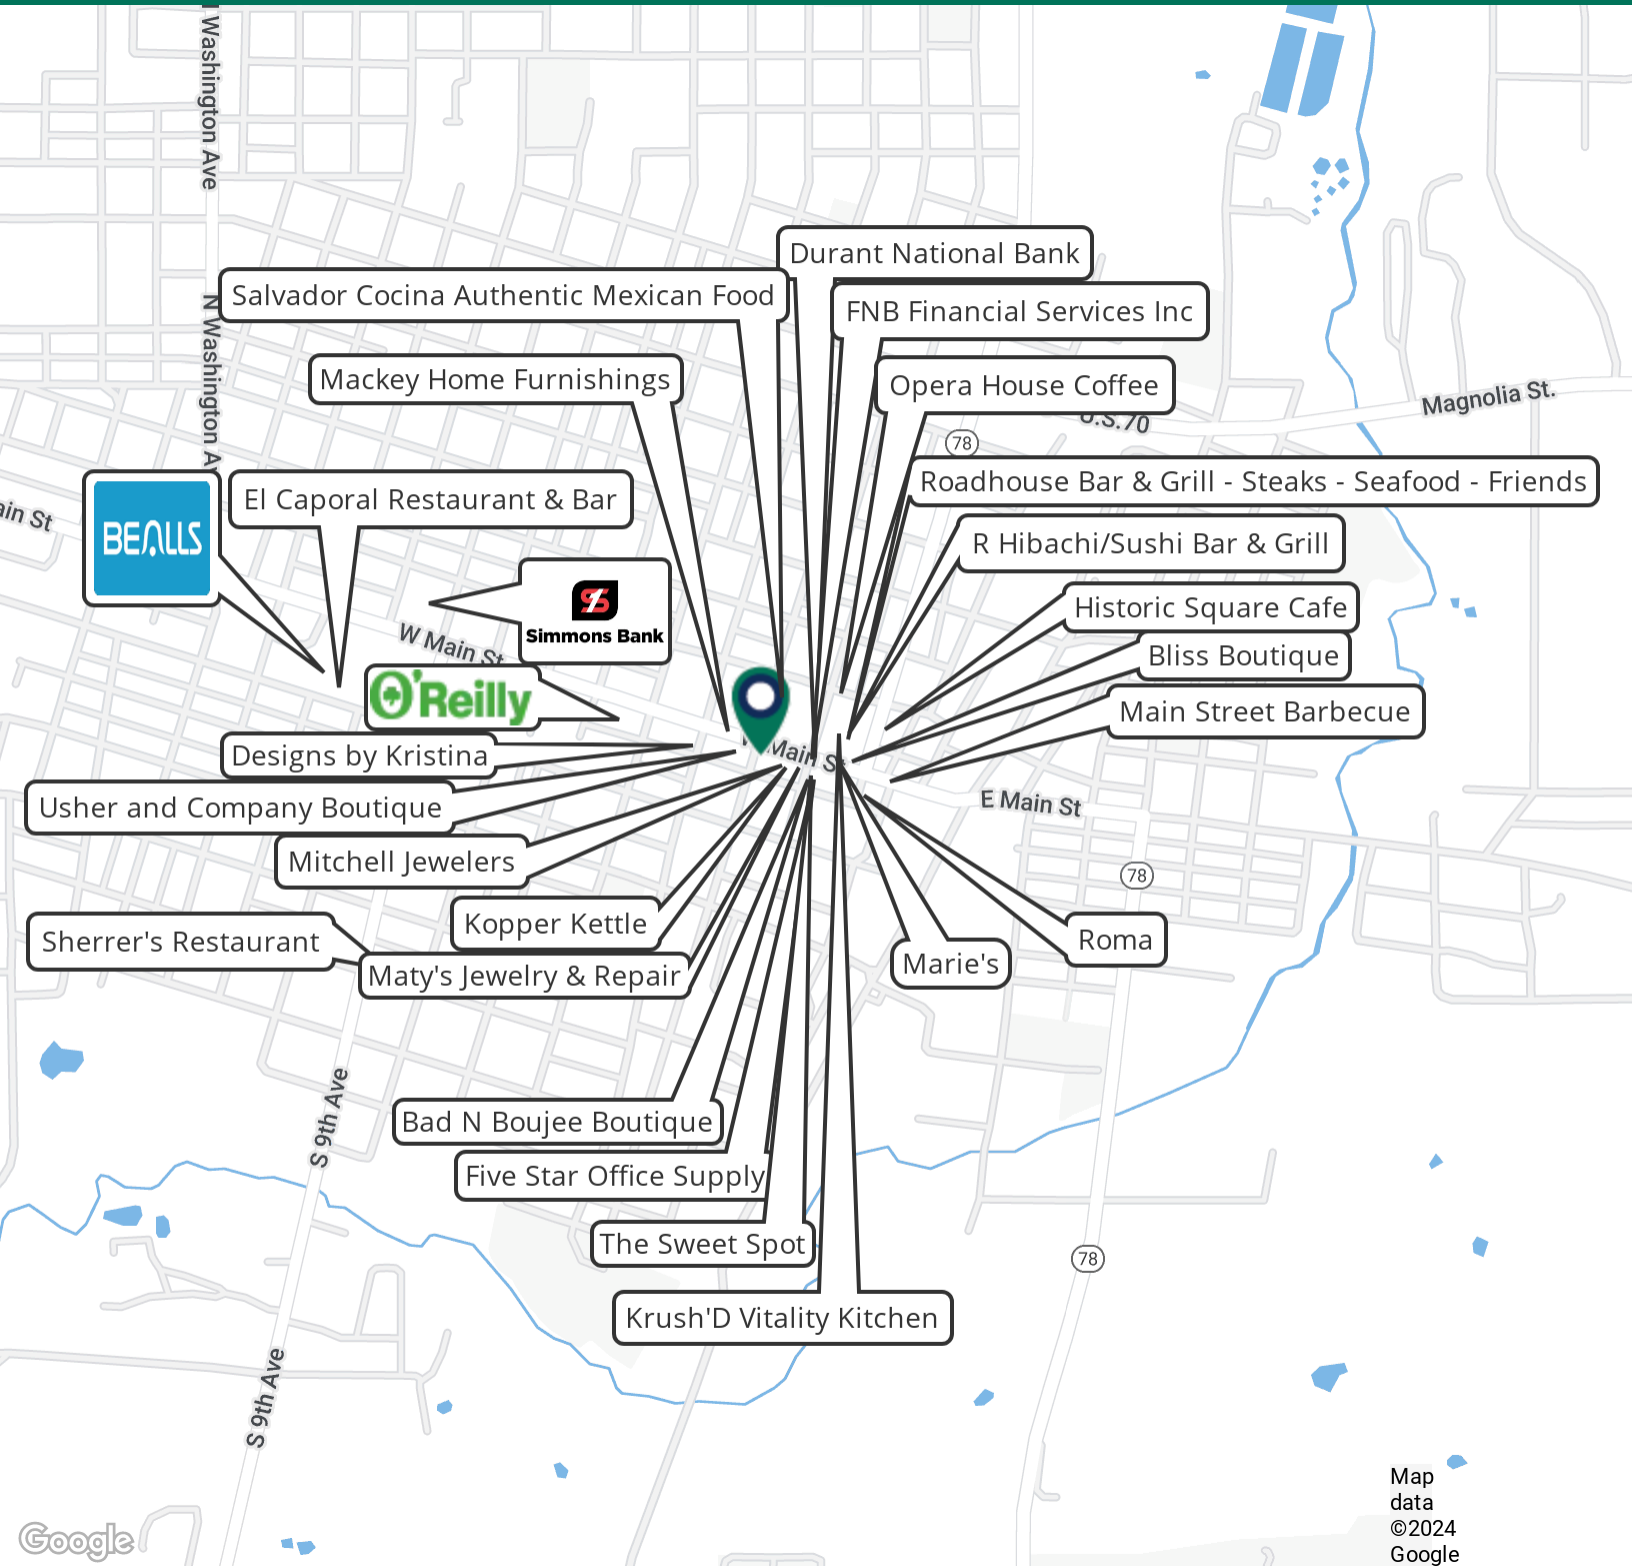 N Washington Ave
Durant National Bank
Salvador Cocina Authentic Mexican Food
FNB Financial Services Inc
N Washington Av
Mackey Home Furnishings
Opera House Coffee
Magnolia St.
U.S.70
78
Roadhouse Bar & Grill - Steaks - Seafood - Friends
El Caporal Restaurant & Bar
ain St
BEALLS
R Hibachi/Sushi Bar & Grill
Simmons Bank
Historic Square Cafe
W Main St
Bliss Boutique
O'Reilly
Main Street Barbecue
Designs by Kristina
Main St
Usher and Company Boutique
E Main St
Mitchell Jewelers
78
Kopper Kettle
Sherrer's Restaurant
Roma
Marie's
Maty's Jewelry & Repair
S 9th Ave
Bad N Boujee Boutique
Five Star Office Supply
The Sweet Spot
78
Krush'D Vitality Kitchen
S 9th Ave
Map
data
©2024
Google
Google